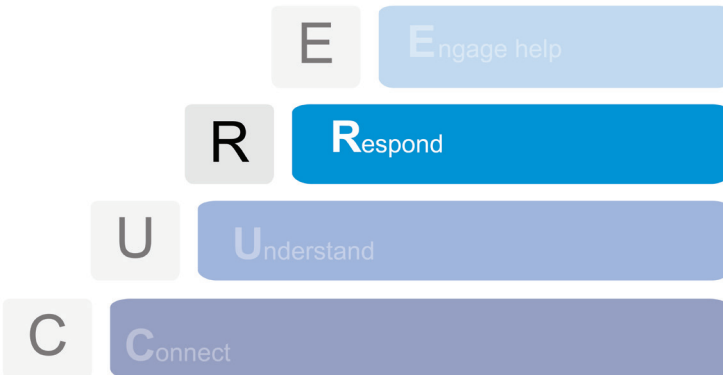 E Engage help
R Respond
U Understand
C Connect